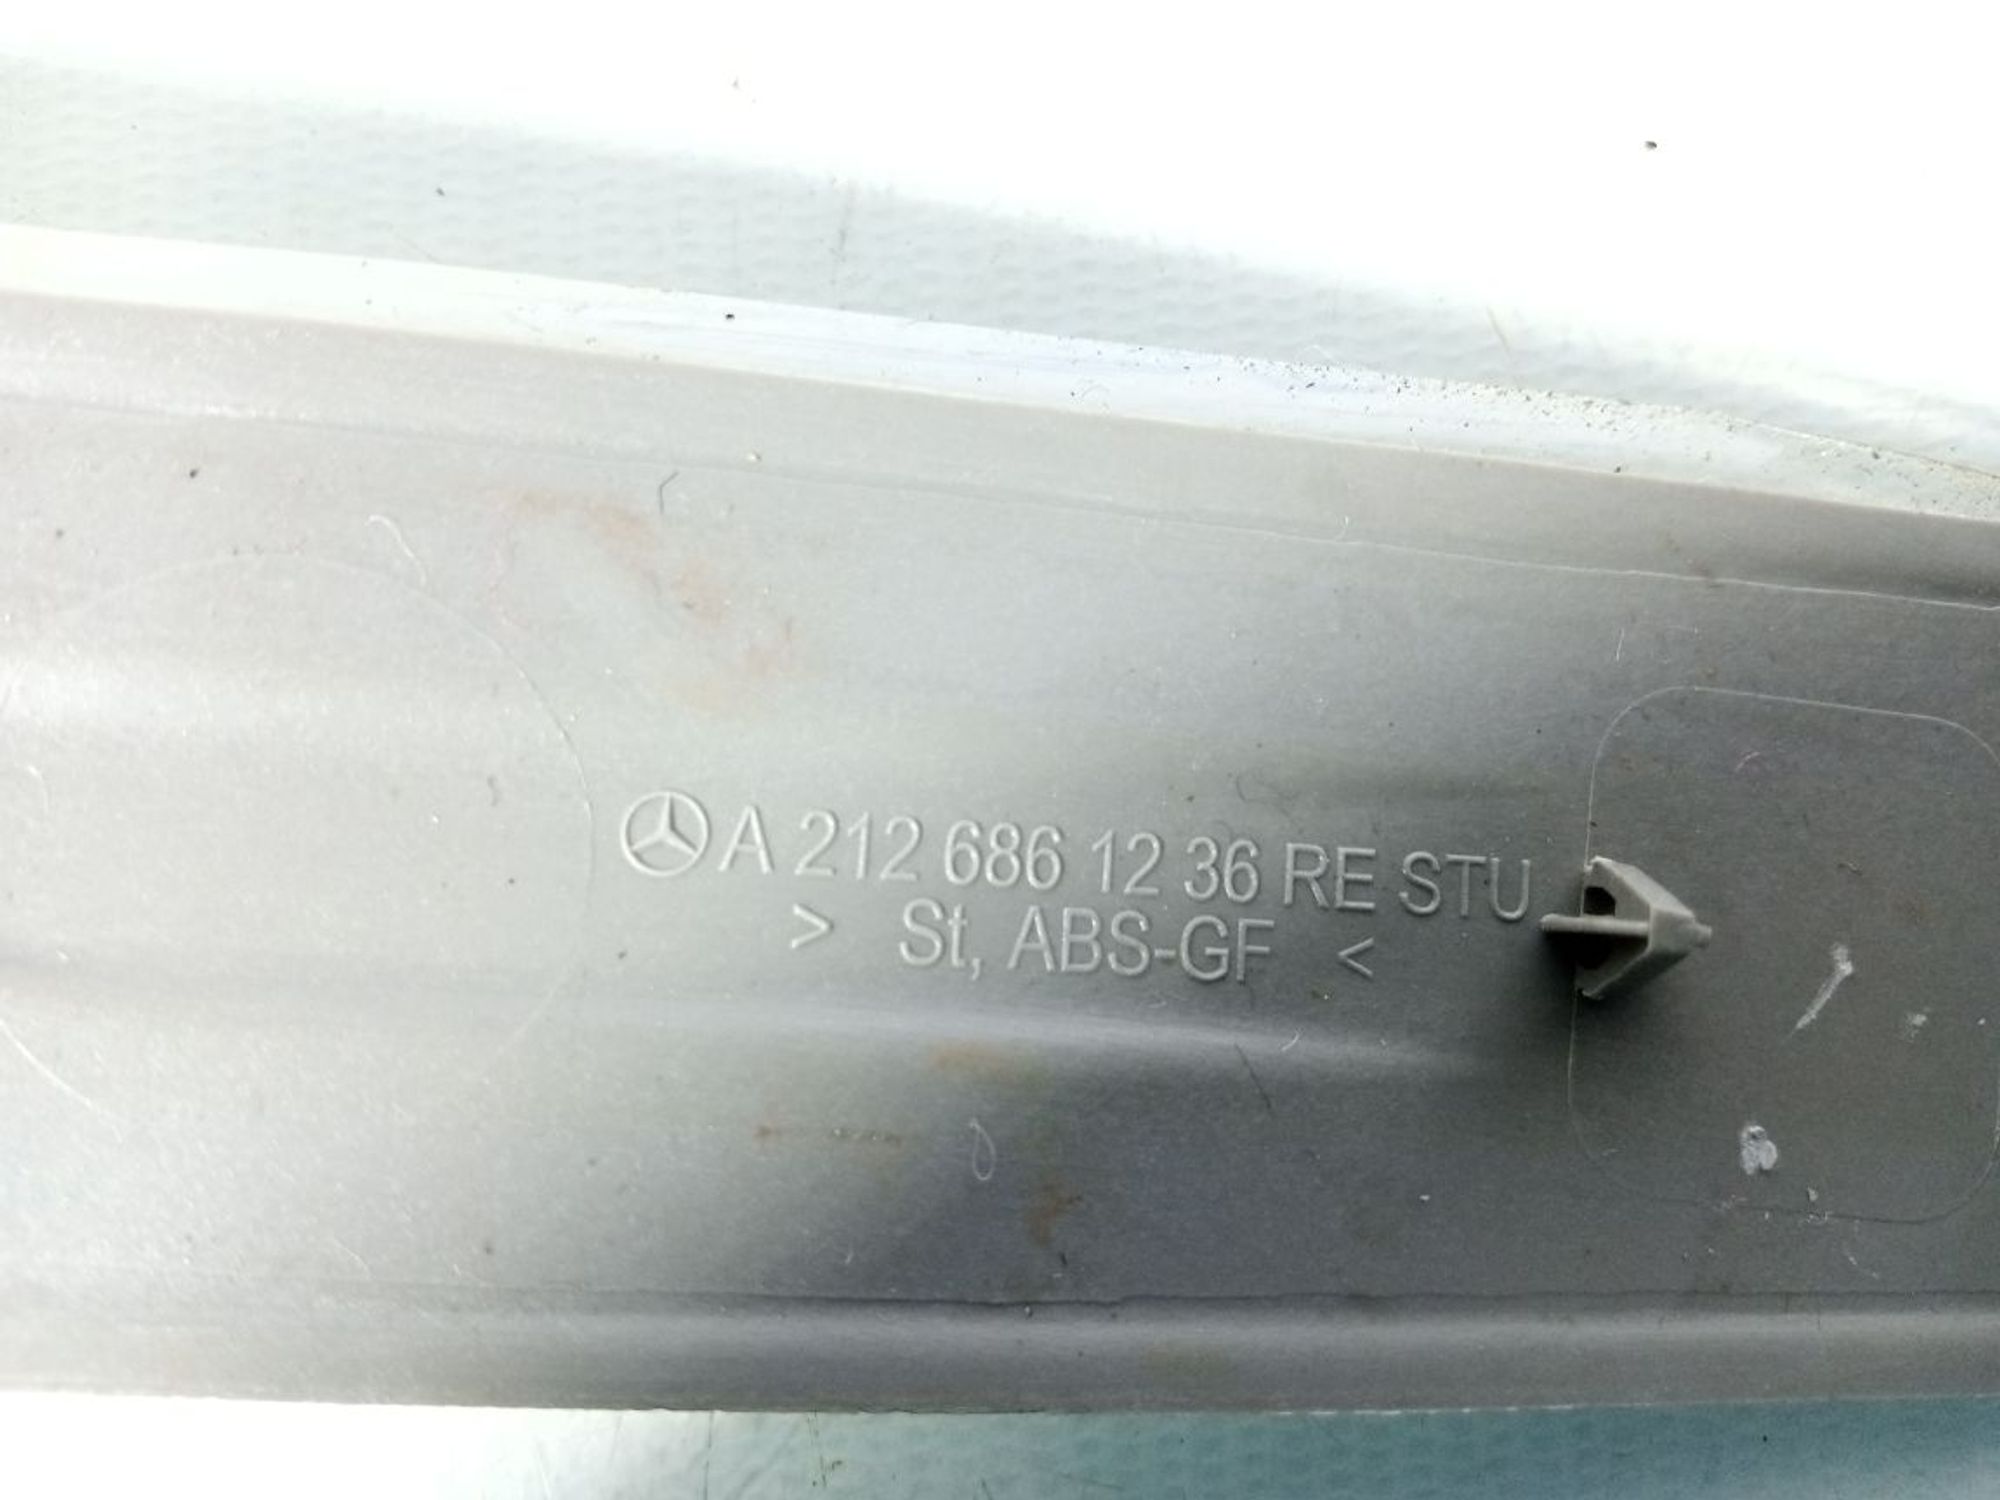 A 212 686 12 36 RE STU
> St, ABS-GF <